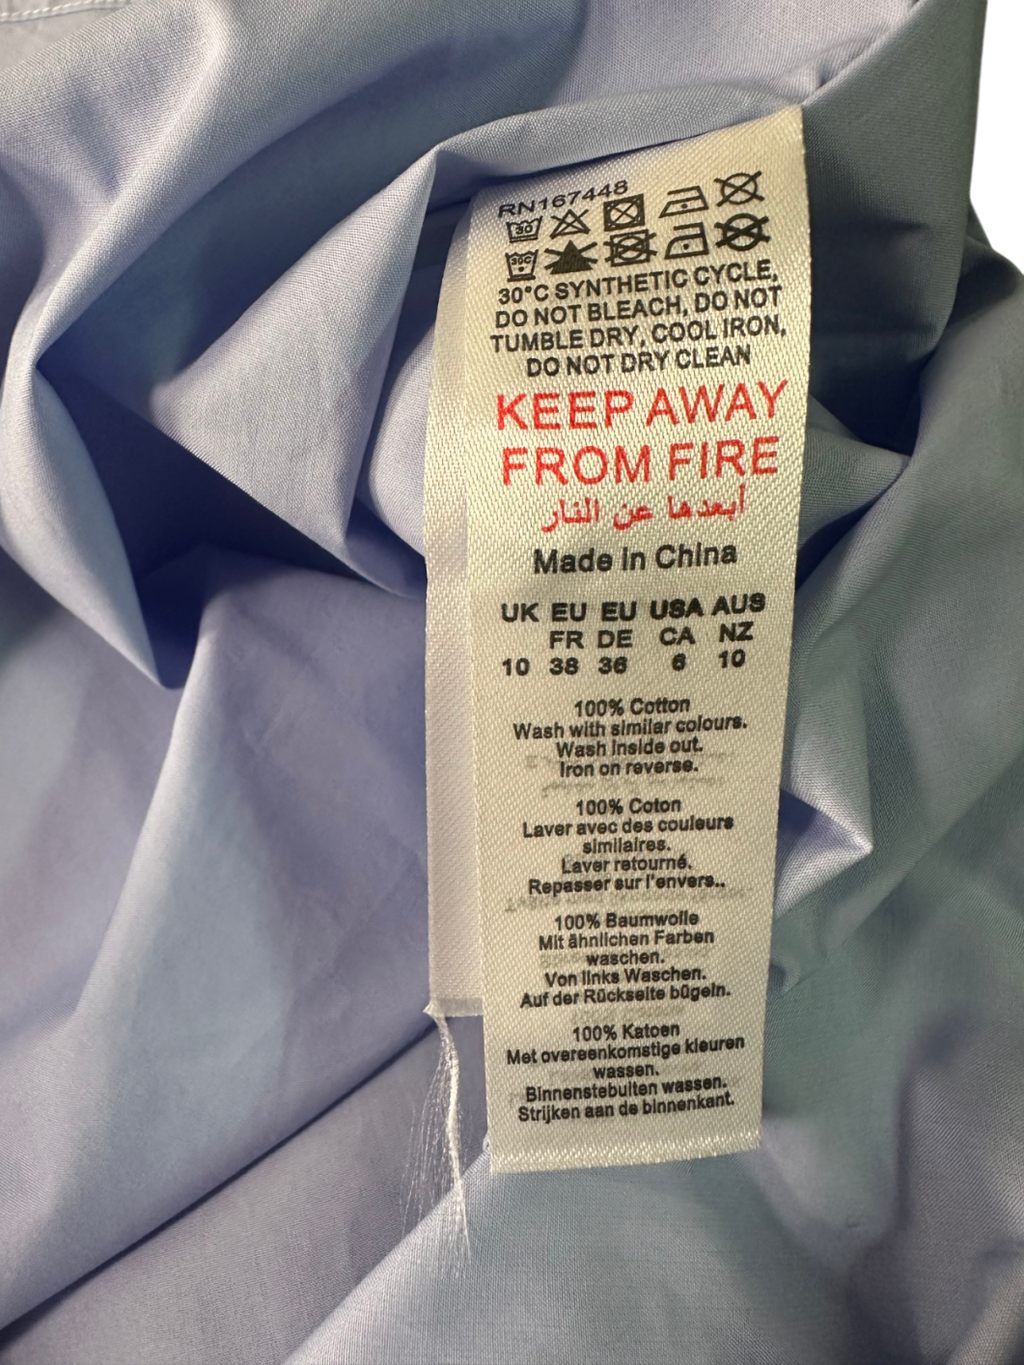 RN167448
30
30C
30°C SYNTHETIC CYCLE,
DO NOT BLEACH, DO NOT
TUMBLE DRY, COOL IRON,
DO NOT DRY CLEAN
KEEP AWAY
FROM FIRE
أبعدها عن النار
Made in China
UK EU EU USA AUS
FR DE CA NZ
10 38 36 6 10
100% Cotton
Wash with similar colours.
Wash inside out.
Iron on reverse.
100% Coton
Laver avec des couleurs
similaires.
Laver retourné.
Repasser sur l'envers..
100% Baumwolle
Mit ähnlichen Farben
waschen.
Von links Waschen.
Auf der Rückseite bügeln.
100% Katoen
Met overeenkomstige kleuren
wassen.
Binnenstebuiten wassen.
Strijken aan de binnenkant.